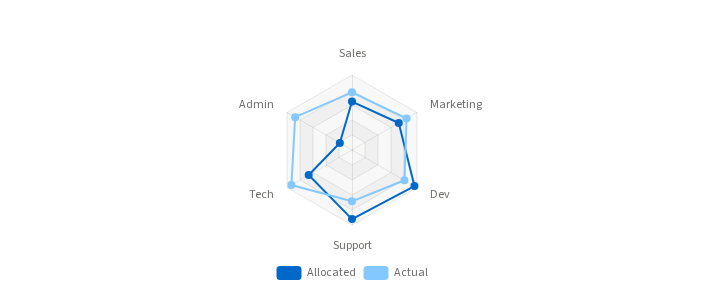 Sales
Admin
Marketing
Tech
Dev
Support
Allocated
Actual